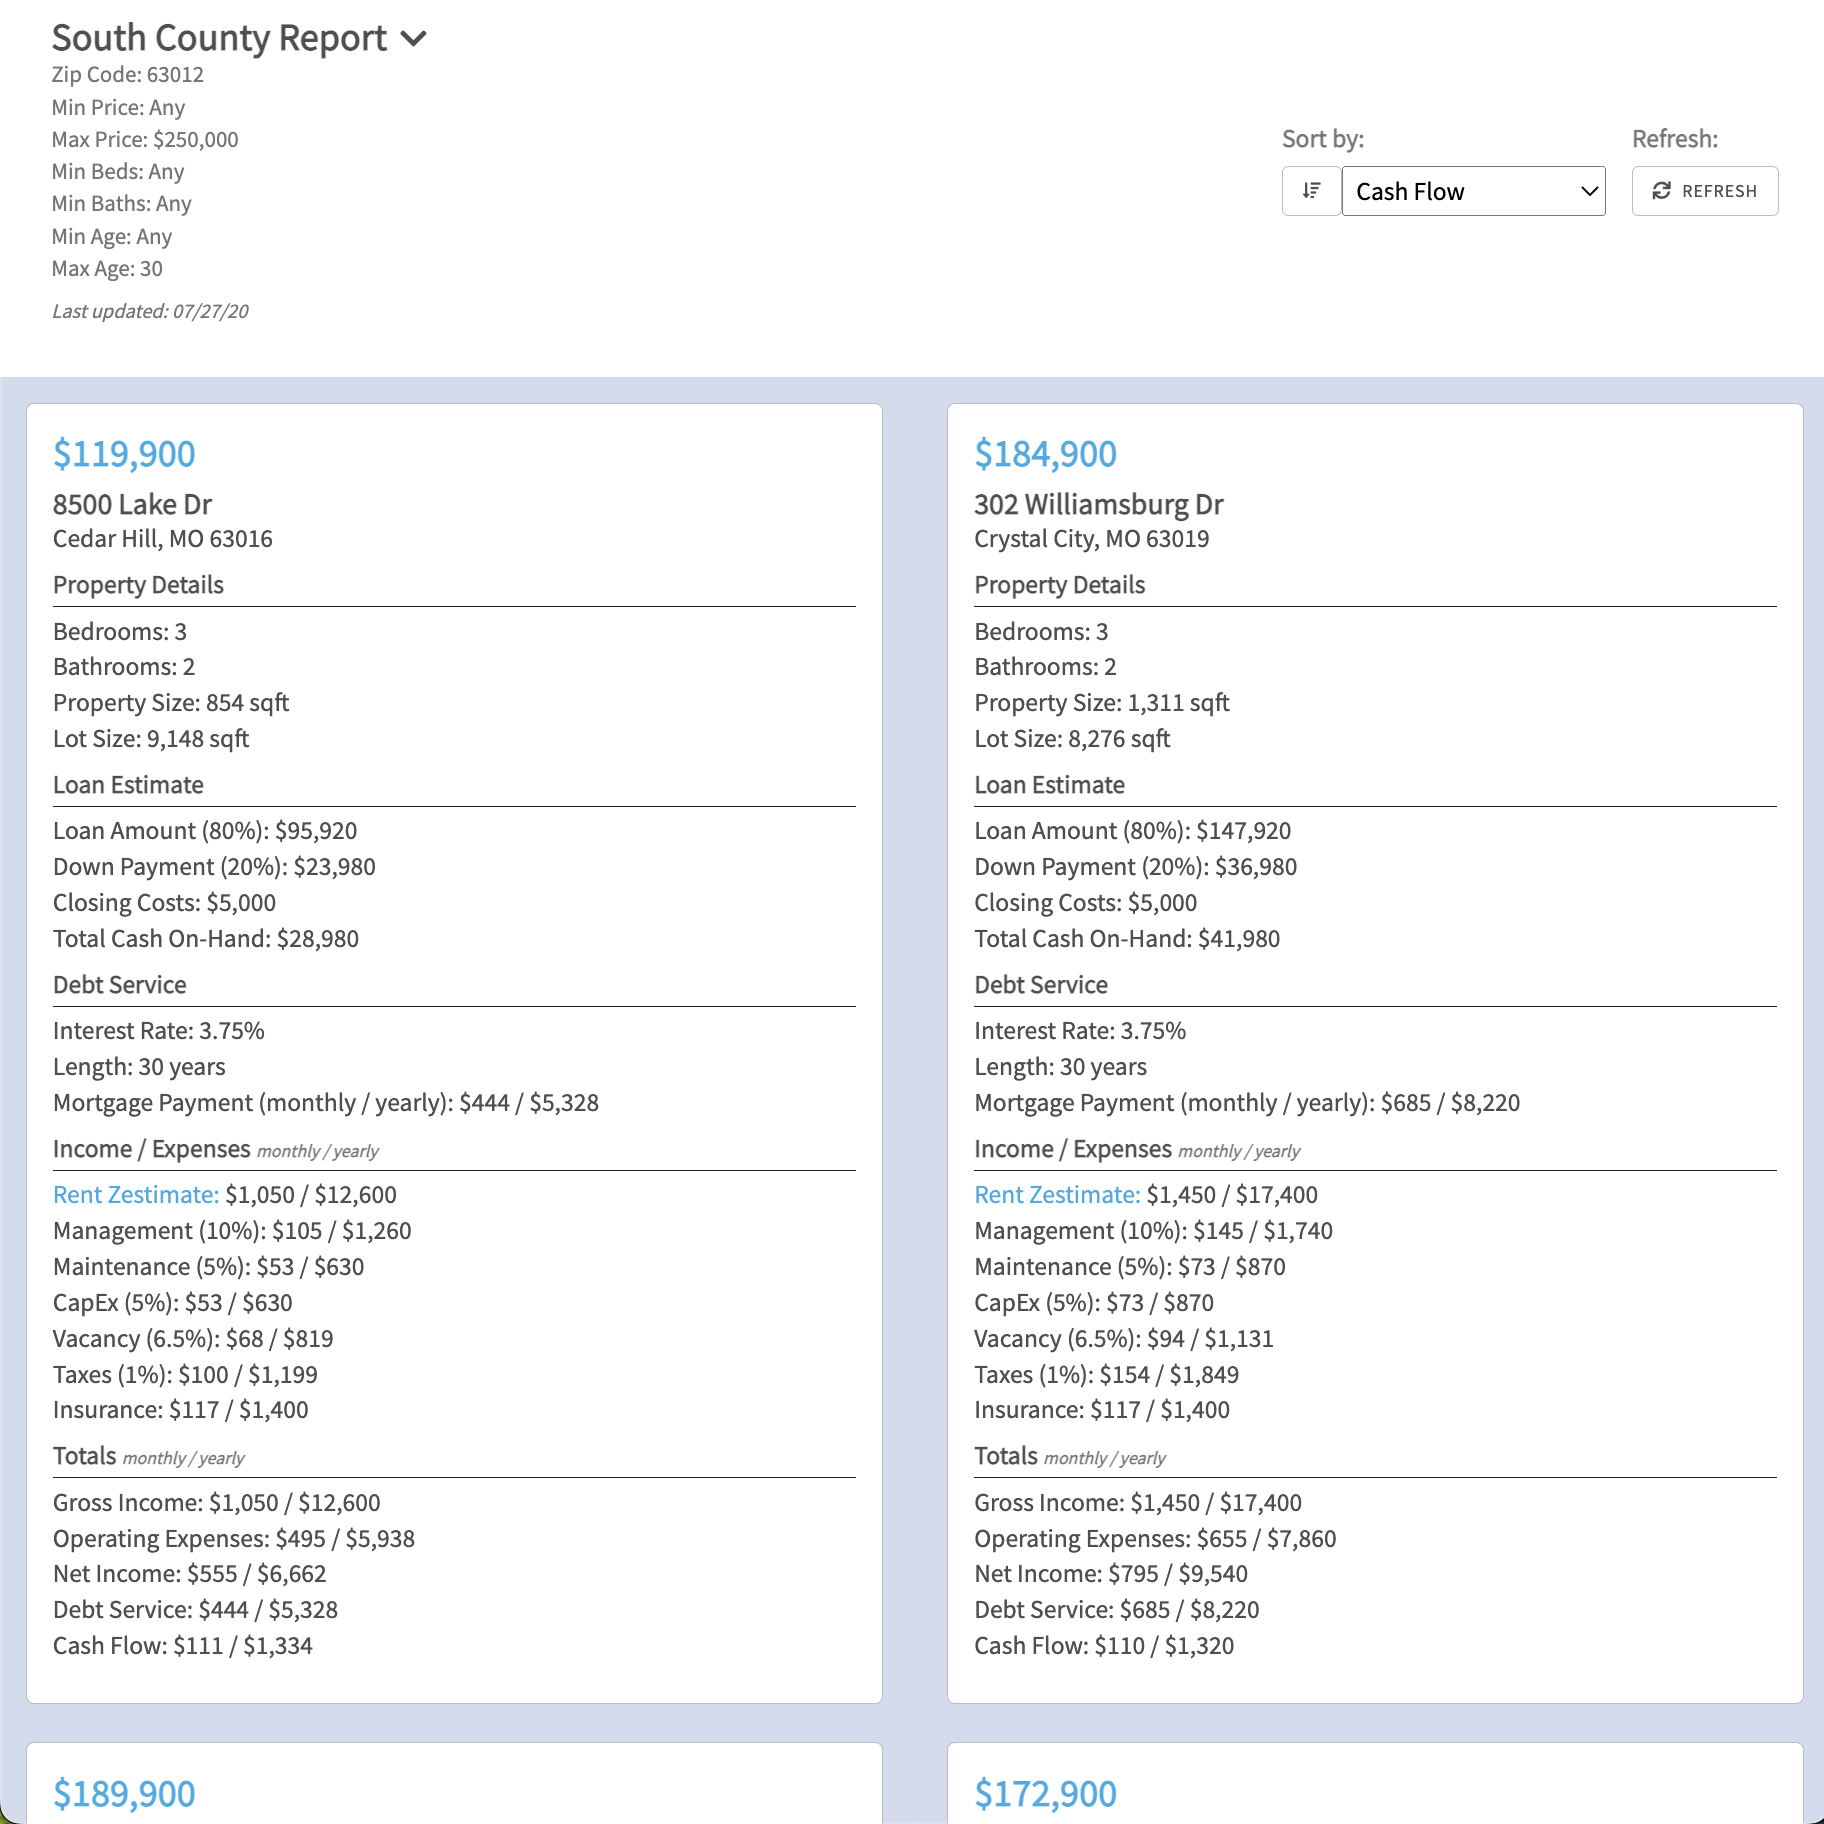 South County Report
Zip Code: 63012
Min Price: Any
Max Price: $250,000
Min Beds: Any
Min Baths: Any
Min Age: Any
Max Age: 30
Last updated: 07/27/20
Sort by:
Cash Flow
Refresh:
REFRESH
$119,900
8500 Lake Dr
Cedar Hill, MO 63016
Property Details
Bedrooms: 3
Bathrooms: 2
Property Size: 854 sqft
Lot Size: 9,148 sqft
Loan Estimate
Loan Amount (80%): $95,920
Down Payment (20%): $23,980
Closing Costs: $5,000
Total Cash On-Hand: $28,980
Debt Service
Interest Rate: 3.75%
Length: 30 years
Mortgage Payment (monthly / yearly): $444 / $5,328
Income / Expenses monthly / yearly
Rent Zestimate: $1,050 / $12,600
Management (10%): $105 / $1,260
Maintenance (5%): $53 / $630
CapEx (5%): $53 / $630
Vacancy (6.5%): $68 / $819
Taxes (1%): $100 / $1,199
Insurance: $117 / $1,400
Totals monthly / yearly
Gross Income: $1,050 / $12,600
Operating Expenses: $495 / $5,938
Net Income: $555 / $6,662
Debt Service: $444 / $5,328
Cash Flow: $111 / $1,334
$184,900
302 Williamsburg Dr
Crystal City, MO 63019
Property Details
Bedrooms: 3
Bathrooms: 2
Property Size: 1,311 sqft
Lot Size: 8,276 sqft
Loan Estimate
Loan Amount (80%): $147,920
Down Payment (20%): $36,980
Closing Costs: $5,000
Total Cash On-Hand: $41,980
Debt Service
Interest Rate: 3.75%
Length: 30 years
Mortgage Payment (monthly / yearly): $685 / $8,220
Income / Expenses monthly / yearly
Rent Zestimate: $1,450 / $17,400
Management (10%): $145 / $1,740
Maintenance (5%): $73 / $870
CapEx (5%): $73 / $870
Vacancy (6.5%): $94 / $1,131
Taxes (1%): $154 / $1,849
Insurance: $117 / $1,400
Totals monthly / yearly
Gross Income: $1,450 / $17,400
Operating Expenses: $655 / $7,860
Net Income: $795 / $9,540
Debt Service: $685 / $8,220
Cash Flow: $110 / $1,320
$189,900
$172,900